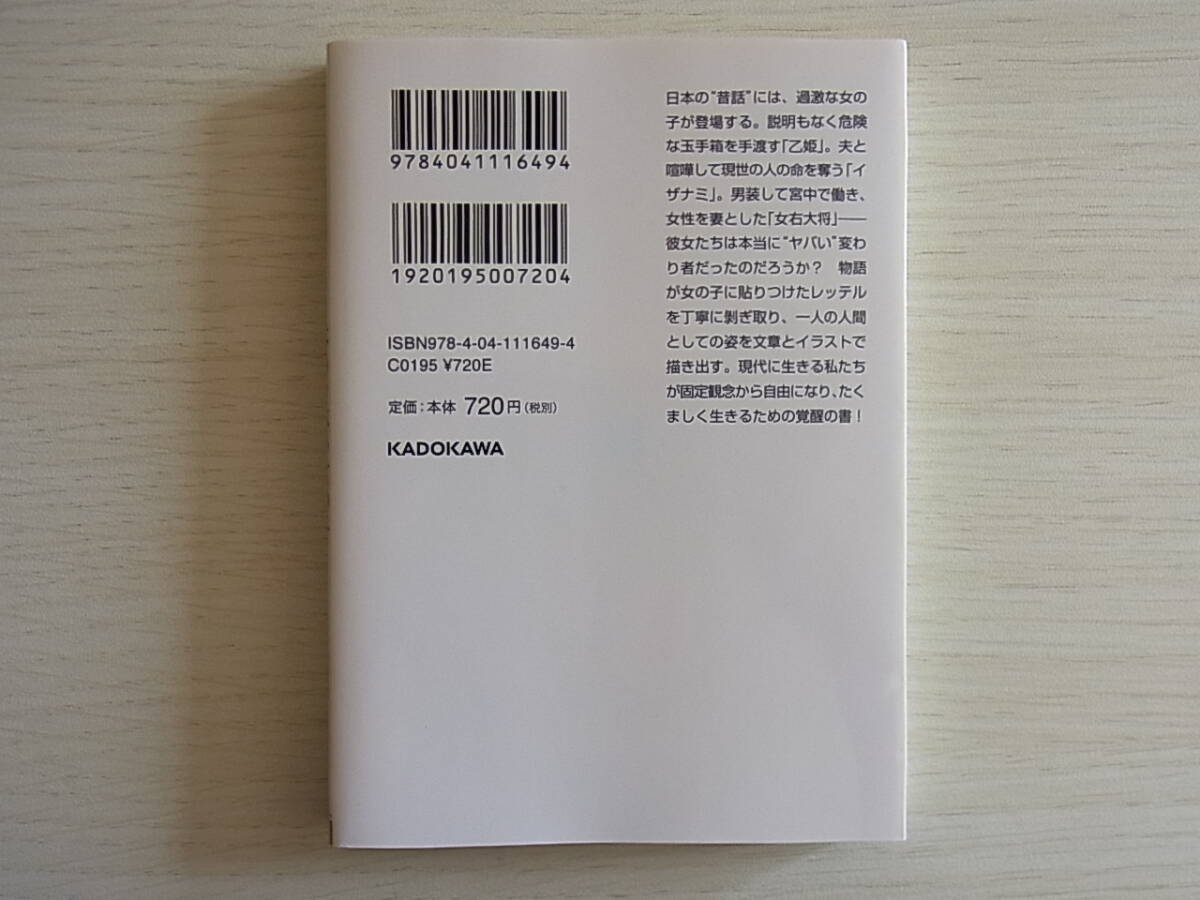 9784041116494
1920195007204
ISBN978-4-04-111649-4
C0195 ¥720E
定価：本体 720円（税別）
KADOKAWA
日本の"昔話"には、過激な女の
子が登場する。説明もなく危険
な玉手箱を手渡す「乙姫」。夫と
喧嘩して現世の人の命を奪う「イ
ザナミ」。男装して宮中で働き、
女性を妻とした「女右大将」――
彼女たちは本当に"ヤバい"変わ
り者だったのだろうか？　物語
が女の子に貼りつけたレッテル
を丁寧に剝ぎ取り、一人の人間
としての姿を文章とイラストで
描き出す。現代に生きる私たち
が固定観念から自由になり、たく
ましく生きるための覚醒の書！